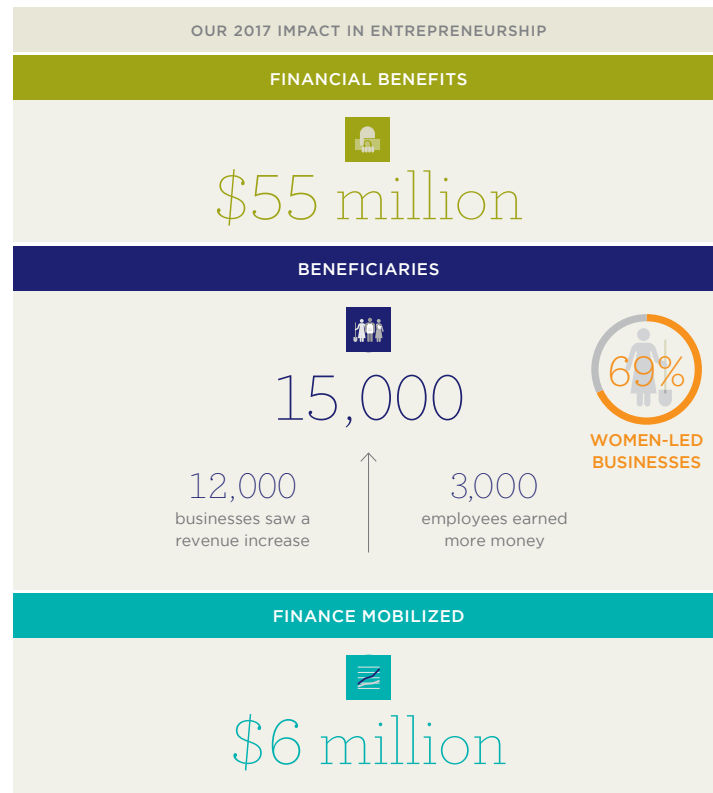 OUR 2017 IMPACT IN ENTREPRENEURSHIP
FINANCIAL BENEFITS
$55 million
BENEFICIARIES
15,000
69%
WOMEN-LED
BUSINESSES
12,000
businesses saw a
revenue increase
3,000
employees earned
more money
FINANCE MOBILIZED
$6 million